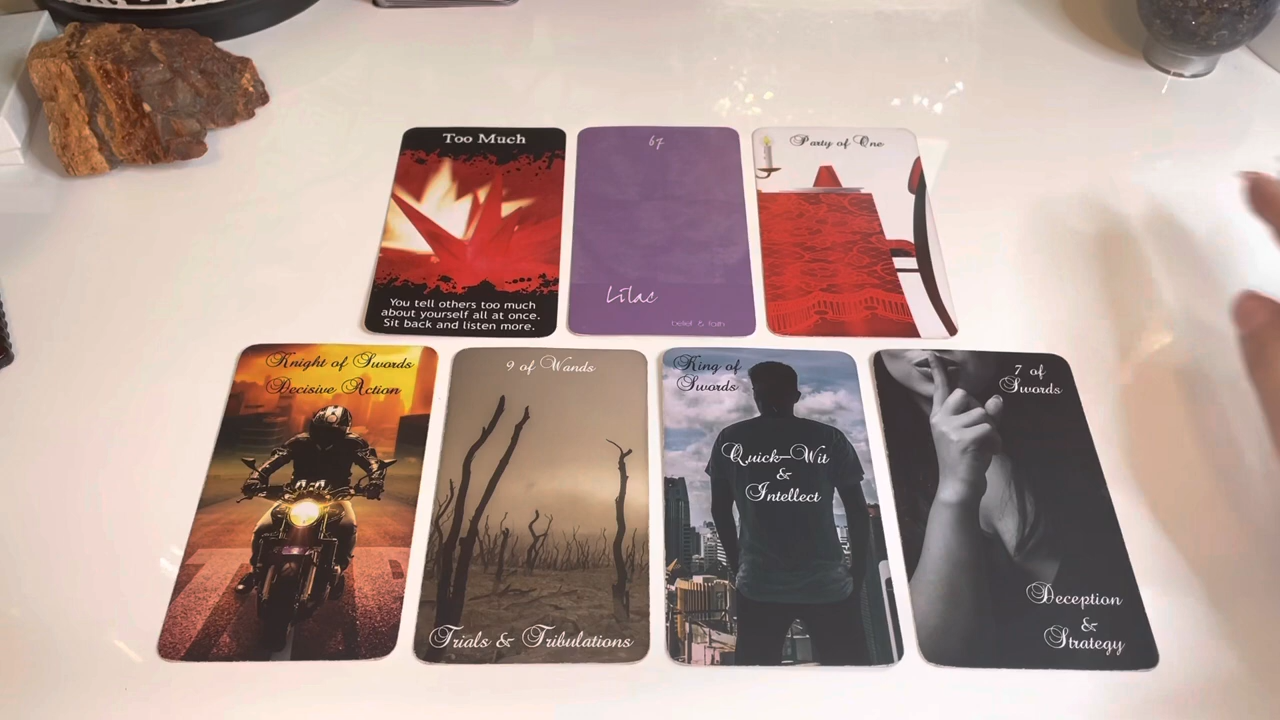 Too Much
You tell others too much
about yourself all at once.
Sit back and listen more.
67
Lilac
belief & faith
Party of One
Knight of Swords
Decisive Action
9 of Wands
Trials & Tribulations
King of
Swords
Quick-Wit
&
Intellect
7 of
Swords
Deception
&
Strategy